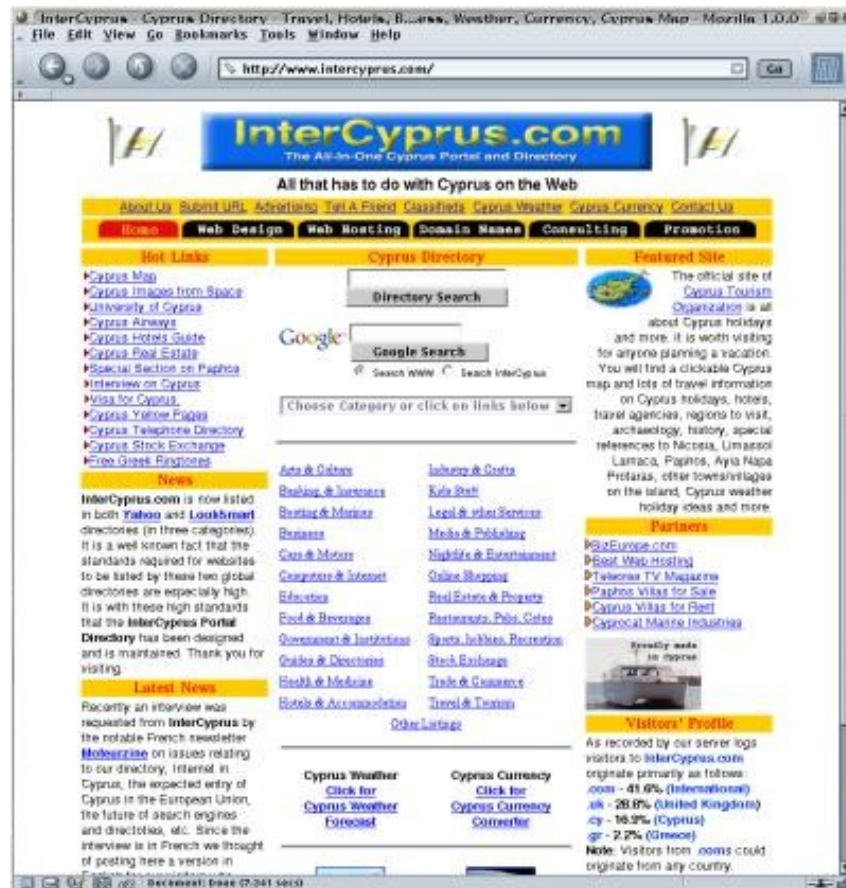 InterCyprus - Cyprus Directory - Travel, Hotels, B...ess, Weather, Currency, Cyprus Map - Mozilla 1.0.0
File Edit View Go Bookmarks Tools Window Help
http://www.intercyprus.com/ Go
InterCyprus.com
The All-In-One Cyprus Portal and Directory
All that has to do with Cyprus on the Web
About Us Submit URL Advertising Tell A Friend Classifieds Cyprus Weather Cyprus Currency Contact Us
Home Web Design Web Hosting Domain Names Consulting Promotion
Hot Links
Cyprus Map
Cyprus Images from Space
University of Cyprus
Cyprus Airways
Cyprus Hotels Guide
Cyprus Real Estate
Special Section on Paphos
Interview on Cyprus
Visa for Cyprus.
Cyprus Yellow Pages
Cyprus Telephone Directory
Cyprus Stock Exchange
Free Greek Ringtones
News
InterCyprus.com is now listed
in both Yahoo and LookSmart
directories (in three categories).
It is a well known fact that the
standards required for websites
to be listed by these two global
directories are especially high.
It is with these high standards
that the InterCyprus Portal
Directory has been designed
and is maintained. Thank you for
visiting.
Latest News
Recently an interview was
requested from InterCyprus by
the notable French newsletter
Moteurzine on issues relating
to our directory, Internet in
Cyprus, the expected entry of
Cyprus in the European Union,
the future of search engines
and directoties, etc. Since the
interview is in French we thought
of posting here a version in
Cyprus Directory
Directory Search
Google
Google Search
Search WWW Search InterCyprus
Choose Category or click on links below
Arts & Culture
Banking & Insurance
Boating & Marinas
Business
Cars & Motors
Computers & Internet
Education
Food & Beverages
Government & Institutions
Guides & Directories
Health & Medicine
Hotels & Accommodation
Industry & Crafts
Kids Stuff
Legal & other Services
Media & Publishing
Nightlife & Entertainment
Online Shopping
Real Estate & Property
Restaurants, Pubs, Cafes
Sports, hobbies, Recreation
Stock Exchange
Trade & Commerce
Travel & Tourism
Other Listings
Cyprus Weather
Click for
Cyprus Weather
Forecast
Cyprus Currency
Click for
Cyprus Currency
Converter
Featured Site
The official site of
Cyprus Tourism
Organization is all
about Cyprus holidays
and more. it is worth visiting
for anyone planning a vacation.
You will find a clickable Cyprus
map and lots of travel information
on Cyprus holidays, hotels,
travel agencies, regions to visit,
archaeology, history, special
references to Nicosia, Limassol
Larnaca, Paphos, Ayia Napa
Protaras, other towns/villages
on the island, Cyprus weather
holiday ideas and more.
Partners
BizEurope.com
Best Web Hosting
TV Magazine
Paphos Villas for Sale
Cyprus Villas for Rent
Cyprocat Marine Industries
Proudly made
in cyprus
Visitors' Profile
As recorded by our server logs
visitors to InterCyprus.com
originate primarily as follows:
.com - 41.6% (International)
.uk - 28.8% (United Kingdom)
.cy - 16.9% (Cyprus)
.gr - 2.2% (Greece)
Note: Visitors from .coms could
originate from any country.
Document: Done (7.341 secs)